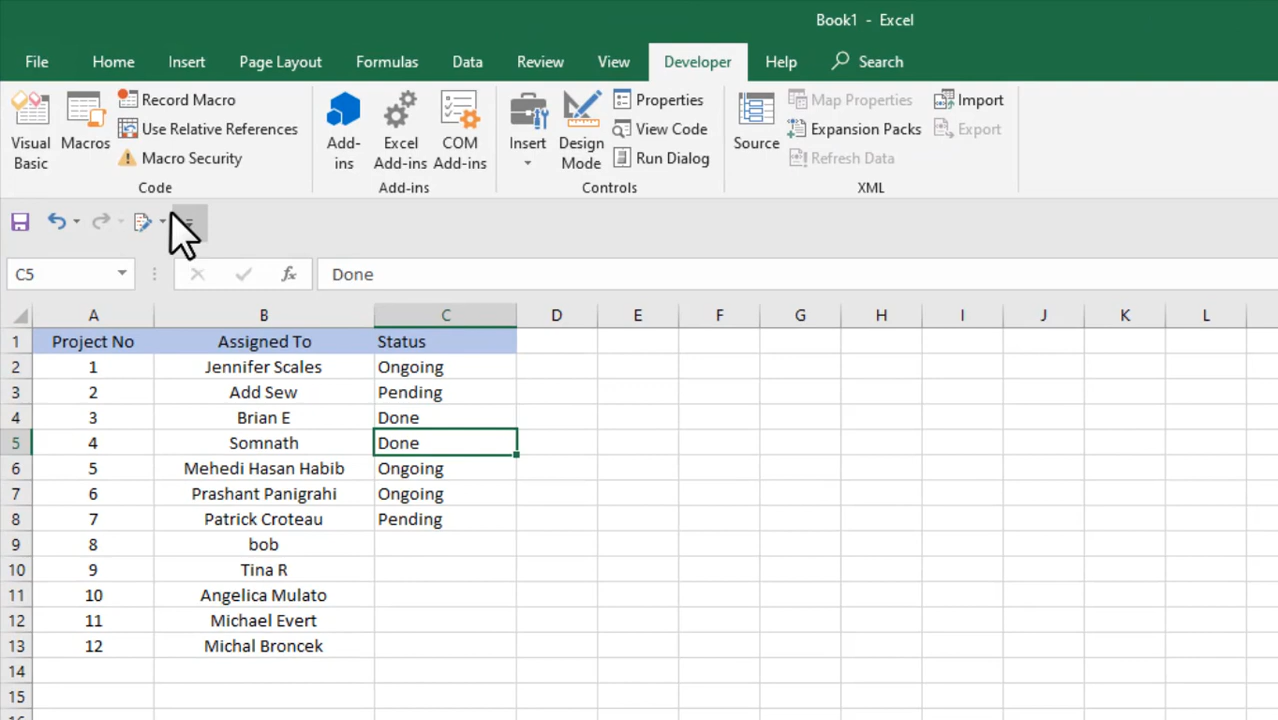 Book1 - Excel
File Home Insert Page Layout Formulas Data Review View Developer Help Search
Visual Basic
Macros
Record Macro
Use Relative References
Macro Security
Code
Add-ins
Excel Add-ins
COM Add-ins
Add-ins
Insert
Design Mode
Properties
View Code
Run Dialog
Controls
Source
Map Properties
Expansion Packs
Refresh Data
Import
Export
XML
C5 fx Done
A B C D E F G H I J K L
1 Project No Assigned To Status
2 1 Jennifer Scales Ongoing
3 2 Add Sew Pending
4 3 Brian E Done
5 4 Somnath Done
6 5 Mehedi Hasan Habib Ongoing
7 6 Prashant Panigrahi Ongoing
8 7 Patrick Croteau Pending
9 8 bob
10 9 Tina R
11 10 Angelica Mulato
12 11 Michael Evert
13 12 Michal Broncek
14
15